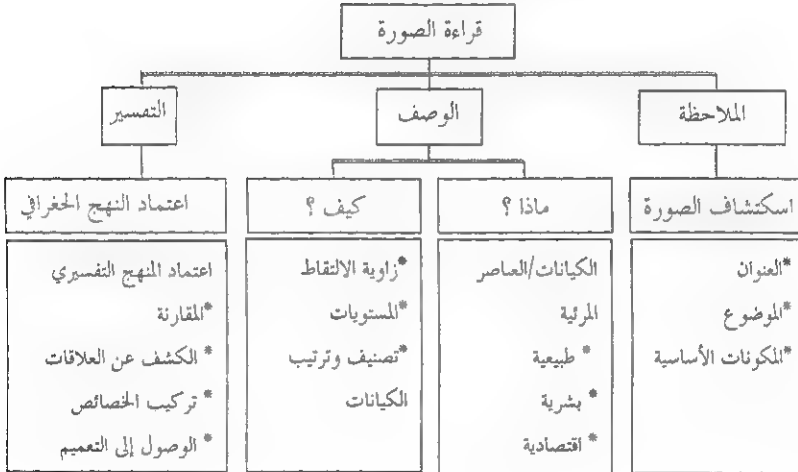 قراءة الصورة
الملاحظة
الوصف
التفسير
استكشاف الصورة
ماذا ؟
كيف ؟
اعتماد النهج الجغرافي
*العنوان
*الموضوع
*المكونات الأساسية
الكيانات/العناصر
المرئية
* طبيعية
* بشرية
* اقتصادية
*زاوية الالتقاط
*المستويات
*تصنيف وترتيب
الكيانات
اعتماد المنهج التفسيري
*المقارنة
* الكشف عن العلاقات
* تركيب الخصائص
* الوصول إلى التعميم